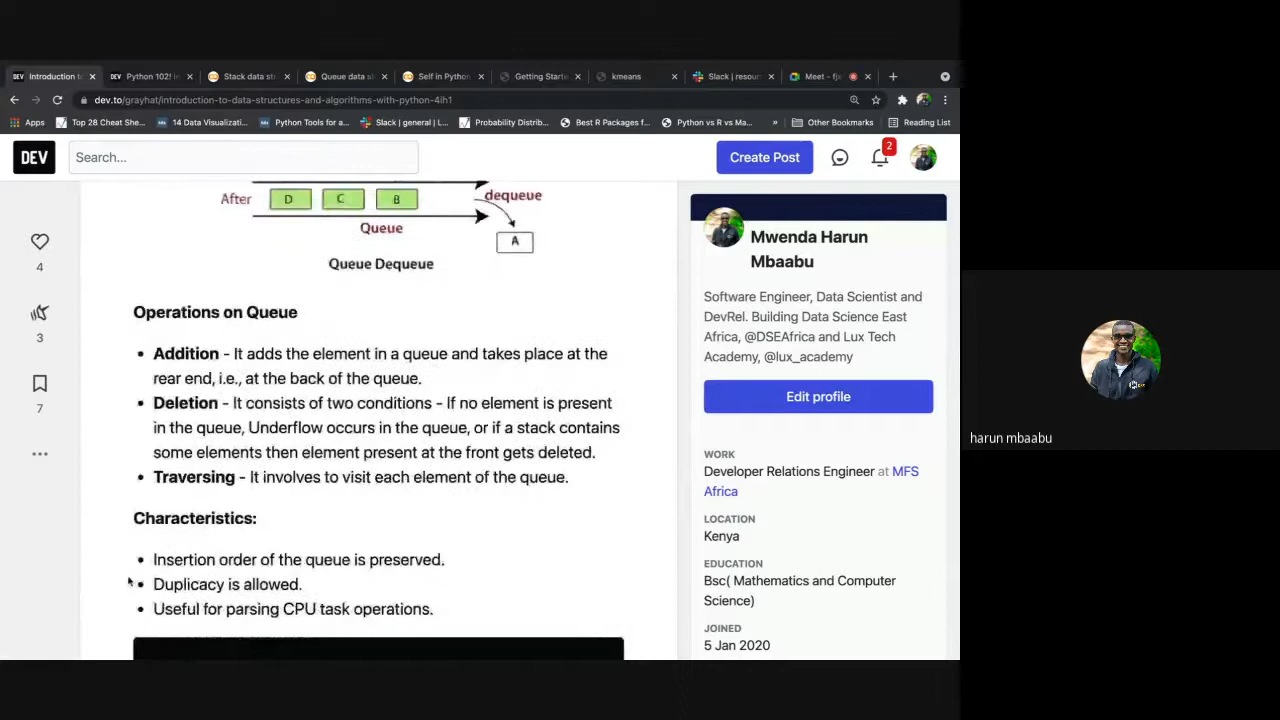 Introduction to
Python 102! in
Stack data str
Queue data st
Self in Python
Getting Starte
kmeans
Slack | resour
Meet - fjx
dev.to/grayhat/introduction-to-data-structures-and-algorithms-with-python-4ih1
Apps
Top 28 Cheat She...
14 Data Visualizati...
Python Tools for a...
Slack | general | L...
Probability Distrib...
Best R Packages f...
Python vs R vs Ma...
»
Other Bookmarks
Reading List
DEV
Search...
Create Post
2
After
D
C
B
dequeue
Queue
A
Queue Dequeue
4
3
7
Operations on Queue
• Addition - It adds the element in a queue and takes place at the
rear end, i.e., at the back of the queue.
• Deletion - It consists of two conditions - If no element is present
in the queue, Underflow occurs in the queue, or if a stack contains
some elements then element present at the front gets deleted.
• Traversing - It involves to visit each element of the queue.
Characteristics:
• Insertion order of the queue is preserved.
• Duplicacy is allowed.
• Useful for parsing CPU task operations.
Mwenda Harun
Mbaabu
Software Engineer, Data Scientist and
DevRel. Building Data Science East
Africa, @DSEAfrica and Lux Tech
Academy, @lux_academy
Edit profile
WORK
Developer Relations Engineer at MFS
Africa
LOCATION
Kenya
EDUCATION
Bsc( Mathematics and Computer
Science)
JOINED
5 Jan 2020
harun mbaabu